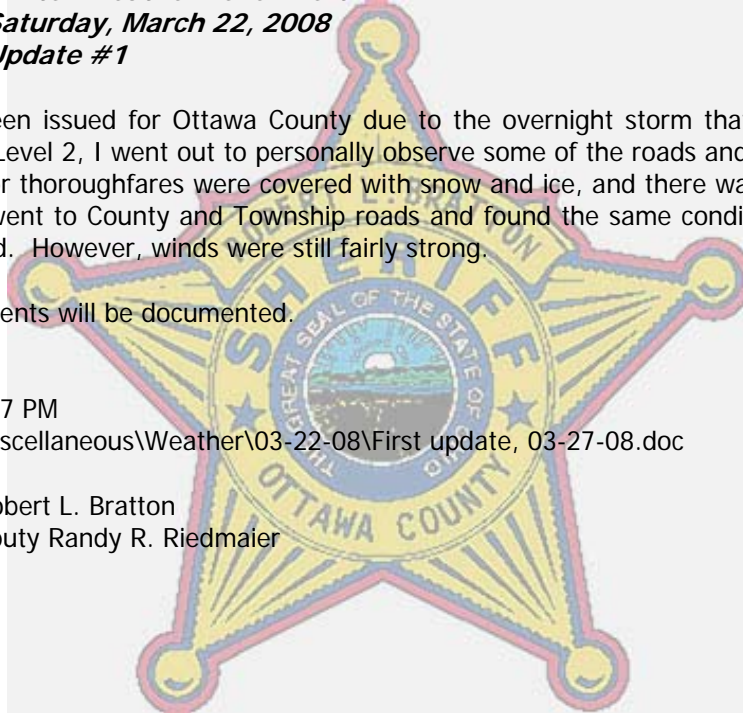 Saturday, March 22, 2008
Update #1
een issued for Ottawa County due to the overnight storm tha
Level 2, I went out to personally observe some of the roads and
r thoroughfares were covered with snow and ice, and there wa
went to County and Township roads and found the same condi
d. However, winds were still fairly strong.
ents will be documented.
7 PM
scellaneous\Weather\03-22-08\First update, 03-27-08.doc
obert L. Bratton
puty Randy R. Riedmaier
ROBERT L. BRATTON
SHERIFF
THE GREAT SEAL OF THE STATE OF OHIO
OTTAWA COUNTY